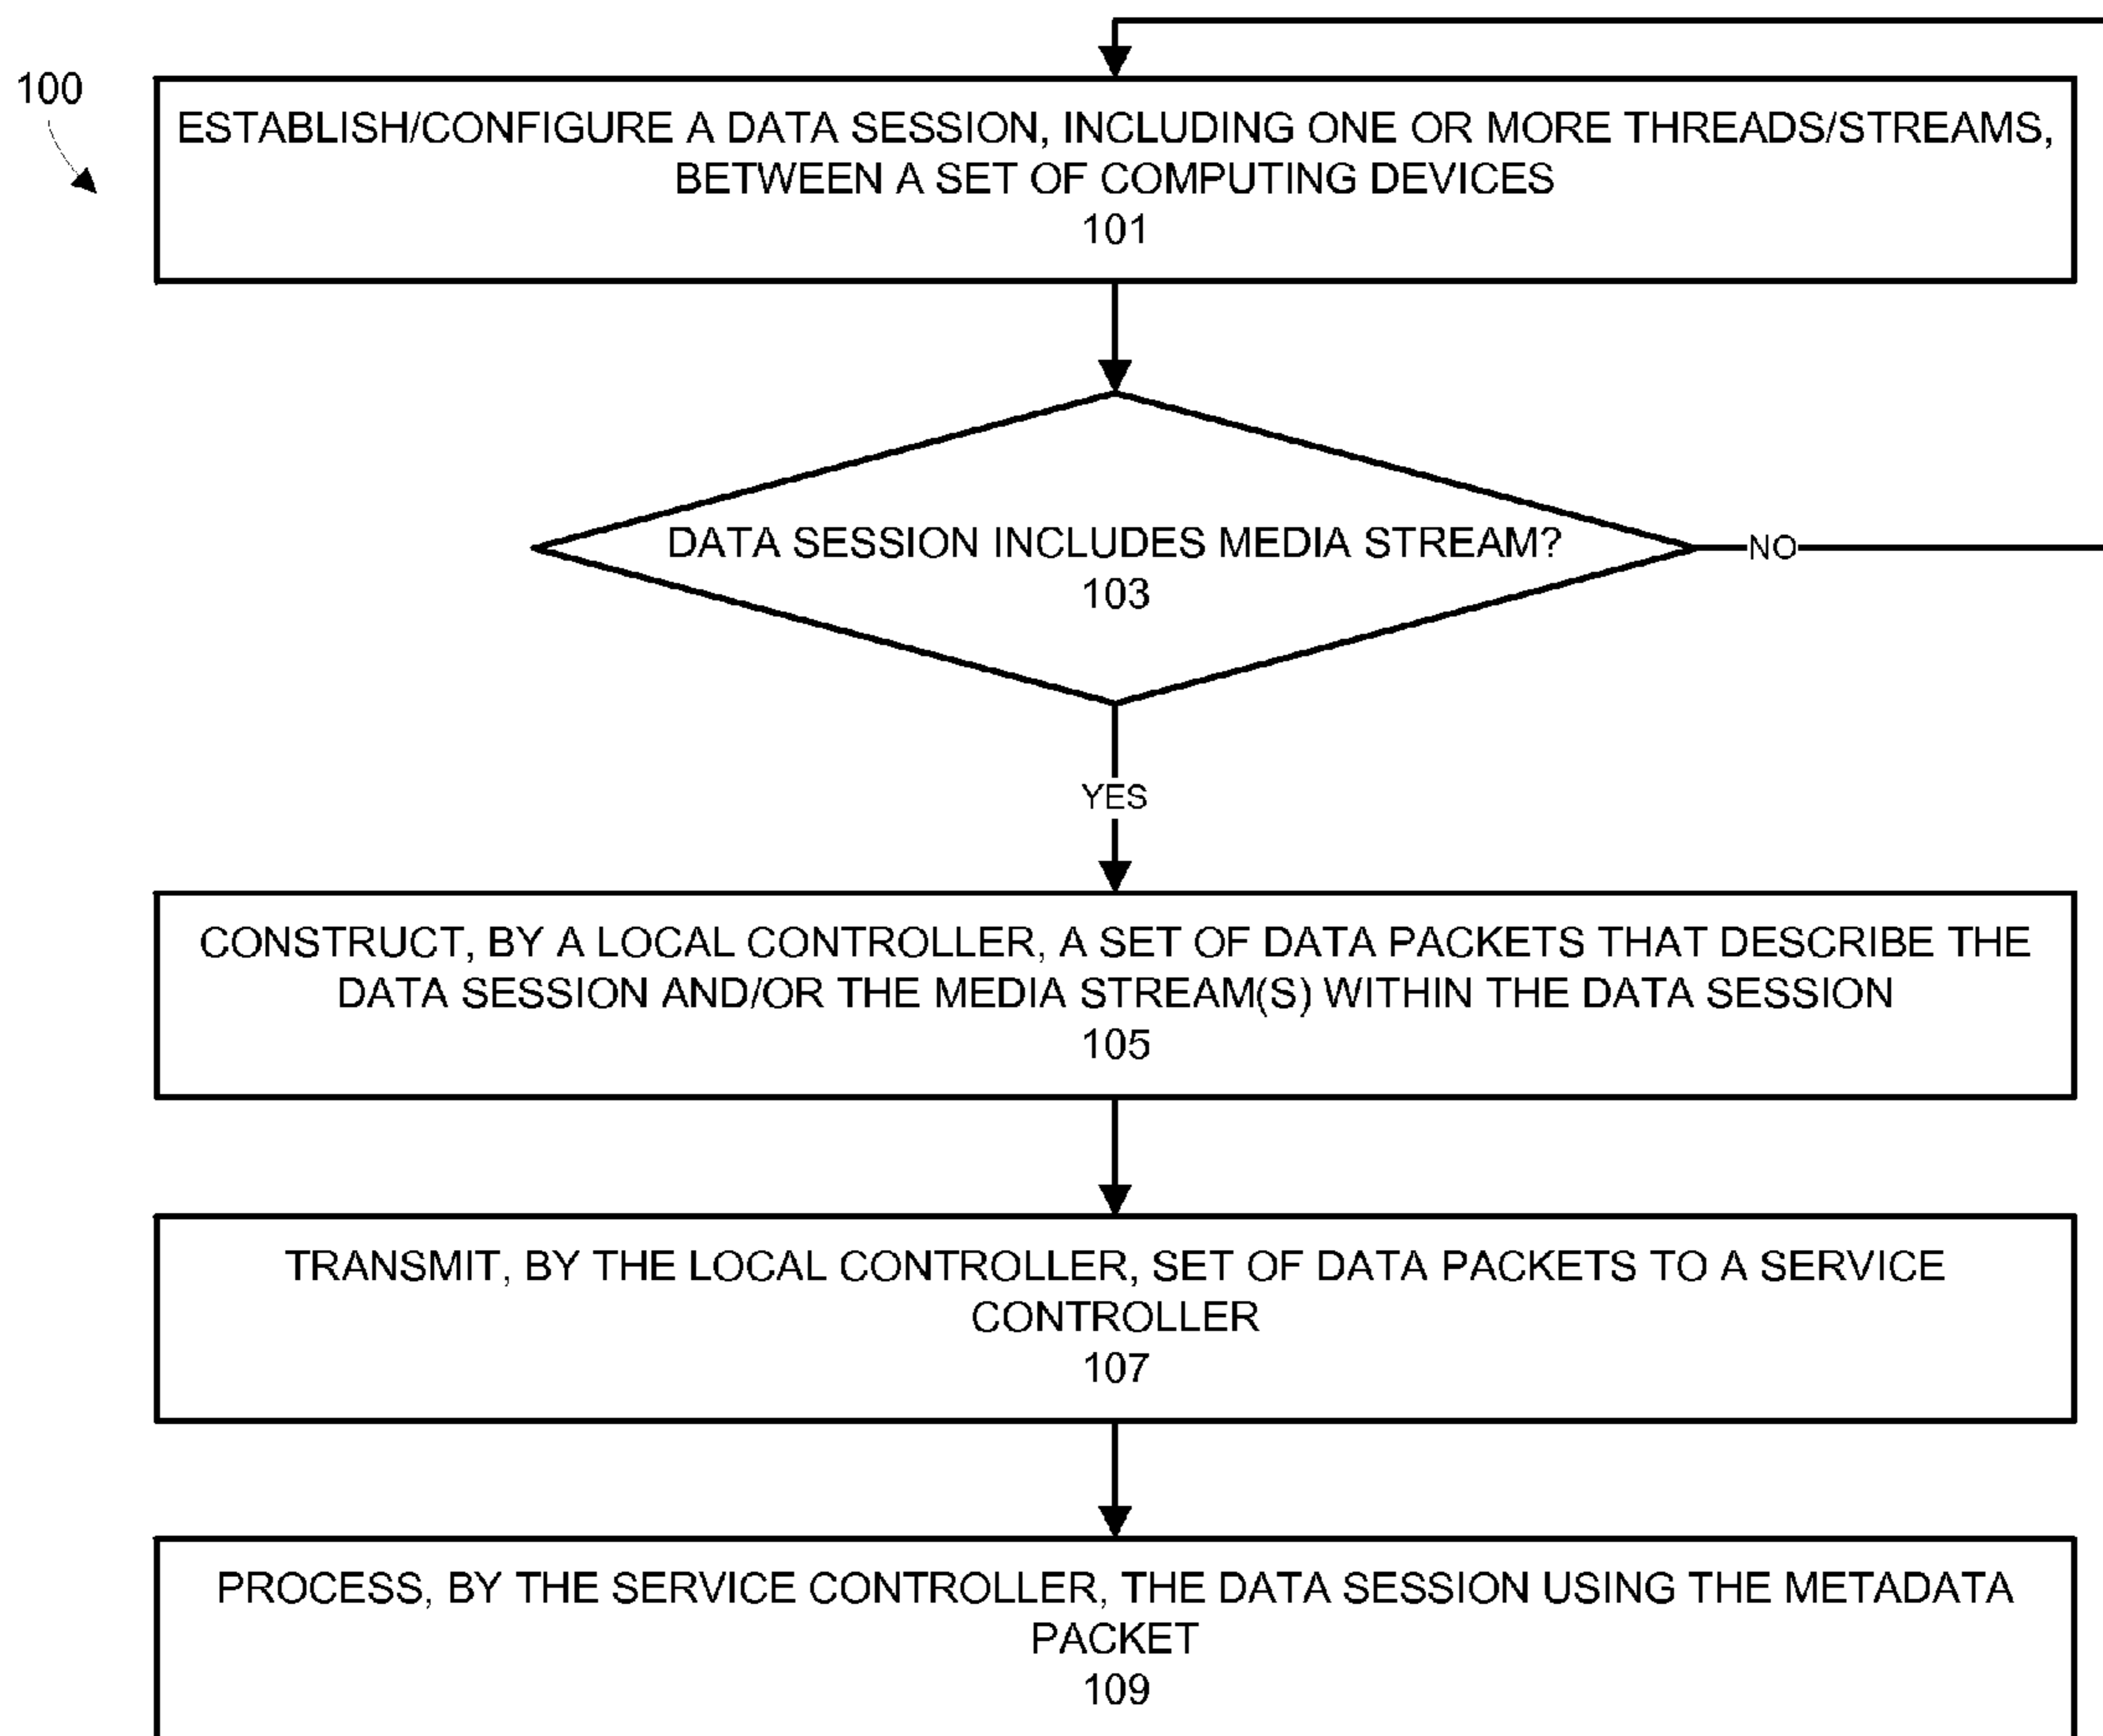 100
ESTABLISH/CONFIGURE A DATA SESSION, INCLUDING ONE OR MORE THREADS/STREAMS,
BETWEEN A SET OF COMPUTING DEVICES
101
DATA SESSION INCLUDES MEDIA STREAM?
103
NO
YES
CONSTRUCT, BY A LOCAL CONTROLLER, A SET OF DATA PACKETS THAT DESCRIBE THE
DATA SESSION AND/OR THE MEDIA STREAM(S) WITHIN THE DATA SESSION
105
TRANSMIT, BY THE LOCAL CONTROLLER, SET OF DATA PACKETS TO A SERVICE
CONTROLLER
107
PROCESS, BY THE SERVICE CONTROLLER, THE DATA SESSION USING THE METADATA
PACKET
109